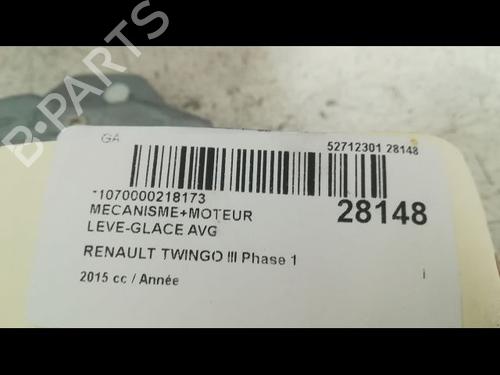 B-PARTS
GA
52712301 28148
*1070000218173
28148
MECANISME+MOTEUR
LEVE-GLACE AVG
RENAULT TWINGO III Phase 1
2015 cc / Année
i